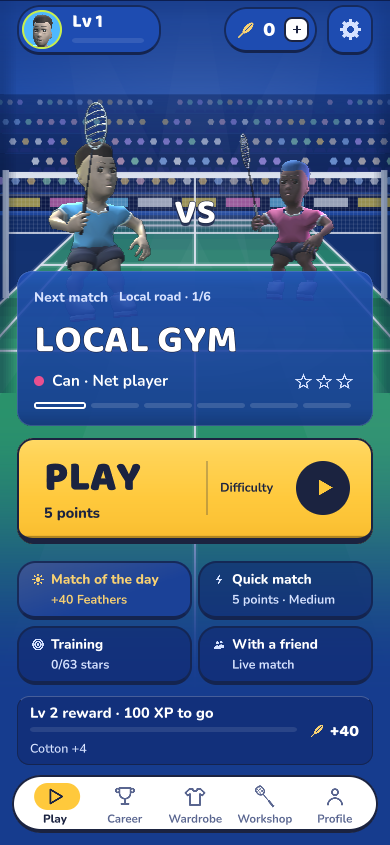 Lv 1
0
+
VS
Next match Local road · 1/6
LOCAL GYM
Can · Net player
PLAY
5 points
Difficulty
Match of the day
+40 Feathers
Quick match
5 points · Medium
Training
0/63 stars
With a friend
Live match
Lv 2 reward · 100 XP to go
+40
Cotton +4
Play
Career
Wardrobe
Workshop
Profile